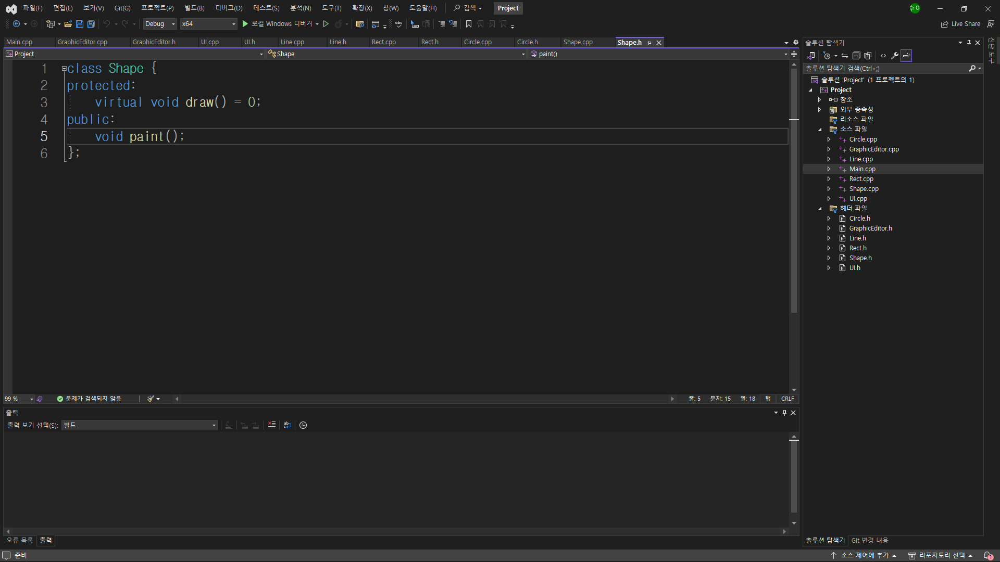 파일(F) 편집(E) 보기(V) Git(G) 프로젝트(P) 빌드(B) 디버그(D) 테스트(S) 분석(N) 도구(T) 확장(X) 창(W) 도움말(H) 검색 Project 수0
Debug x64 로컬 Windows 디버거 Live Share
Main.cpp GraphicEditor.cpp GraphicEditor.h UI.cpp UI.h Line.cpp Line.h Rect.cpp Rect.h Circle.cpp Circle.h Shape.cpp Shape.h
Project Shape paint()
1 class Shape {
2 protected:
3 virtual void draw() = 0;
4 public:
5 void paint();
6 };
99 % 문제가 검색되지 않음 줄: 5 문자: 15 열: 18 탭 CRLF
출력
출력 보기 선택(S): 빌드
오류 목록 출력
솔루션 탐색기
솔루션 탐색기 검색(Ctrl+;)
솔루션 'Project' (1 프로젝트의 1)
Project
참조
외부 종속성
리소스 파일
소스 파일
Circle.cpp
GraphicEditor.cpp
Line.cpp
Main.cpp
Rect.cpp
Shape.cpp
UI.cpp
헤더 파일
Circle.h
GraphicEditor.h
Line.h
Rect.h
Shape.h
UI.h
솔루션 탐색기 Git 변경 내용
진단 도구
준비 소스 제어에 추가 리포지토리 선택 1